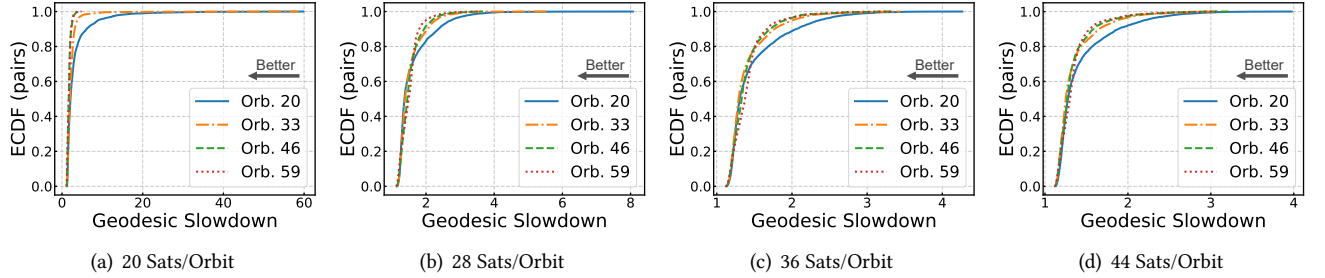 ECDF (pairs)
1.0
0.8
0.6
0.4
0.2
0.0
Better
Orb. 20
Orb. 33
Orb. 46
Orb. 59
0 20 40 60
Geodesic Slowdown
(a) 20 Sats/Orbit
ECDF (pairs)
1.0
0.8
0.6
0.4
0.2
0.0
Better
Orb. 20
Orb. 33
Orb. 46
Orb. 59
2 4 6 8
Geodesic Slowdown
(b) 28 Sats/Orbit
ECDF (pairs)
1.0
0.8
0.6
0.4
0.2
0.0
Better
Orb. 20
Orb. 33
Orb. 46
Orb. 59
1 2 3 4
Geodesic Slowdown
(c) 36 Sats/Orbit
ECDF (pairs)
1.0
0.8
0.6
0.4
0.2
0.0
Better
Orb. 20
Orb. 33
Orb. 46
Orb. 59
1 2 3 4
Geodesic Slowdown
(d) 44 Sats/Orbit